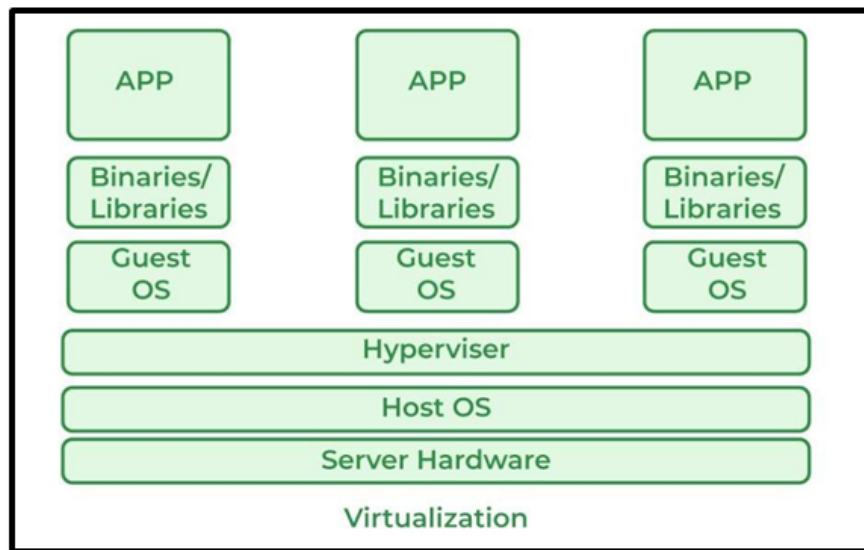 APP APP APP
Binaries/ Binaries/ Binaries/
Libraries Libraries Libraries
Guest Guest Guest
OS OS OS
Hyperviser
Host OS
Server Hardware
Virtualization